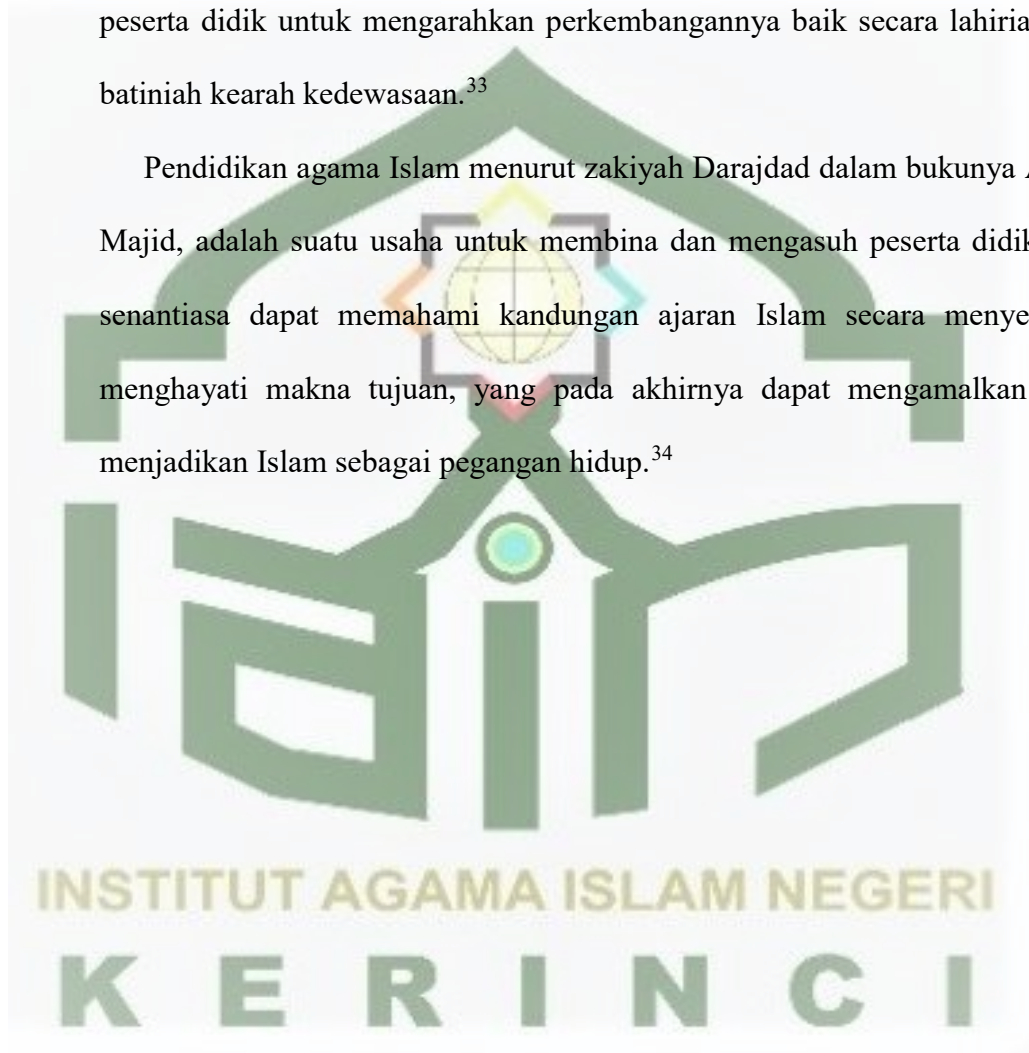 peserta didik untuk mengarahkan perkembangannya baik secara
batiniah kearah kedewasaan.³³
Pendidikan agama Islam menurut zakiyah Darajdad dalam bukunya
Majid, adalah suatu usaha untuk membina dan mengasuh peserta didik
senantiasa dapat memahami kandungan ajaran Islam secara
menghayati makna tujuan, yang pada akhirnya dapat mengamalkan
menjadikan Islam sebagai pegangan hidup.³⁴
iain
INSTITUT AGAMA ISLAM NEGERI
KERINCI